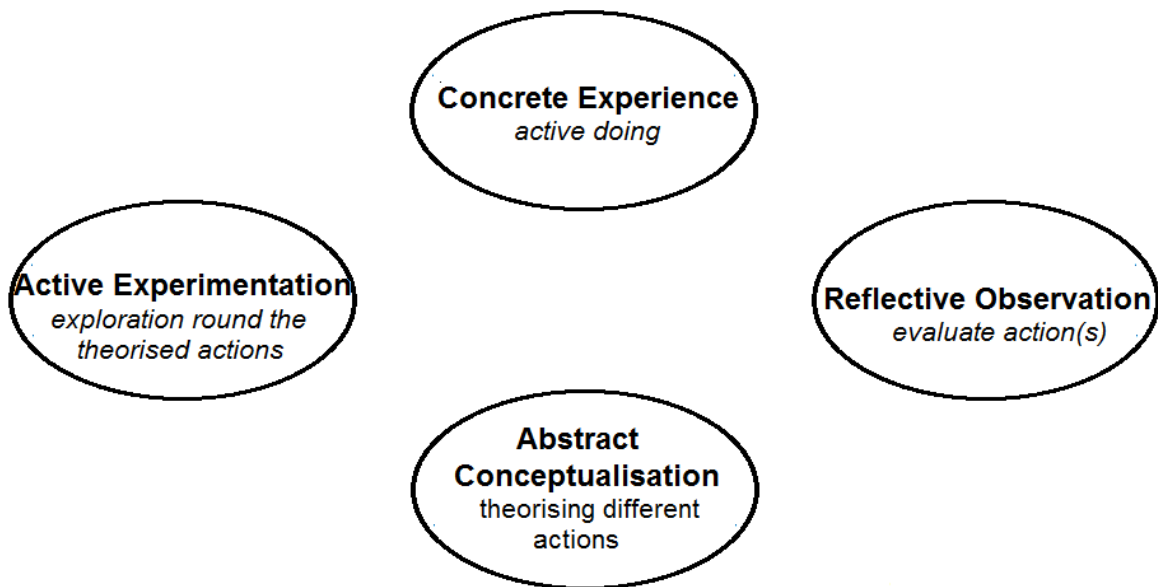 Concrete Experience
active doing
Active Experimentation
exploration round the
theorised actions
Reflective Observation
evaluate action(s)
Abstract
Conceptualisation
theorising different
actions